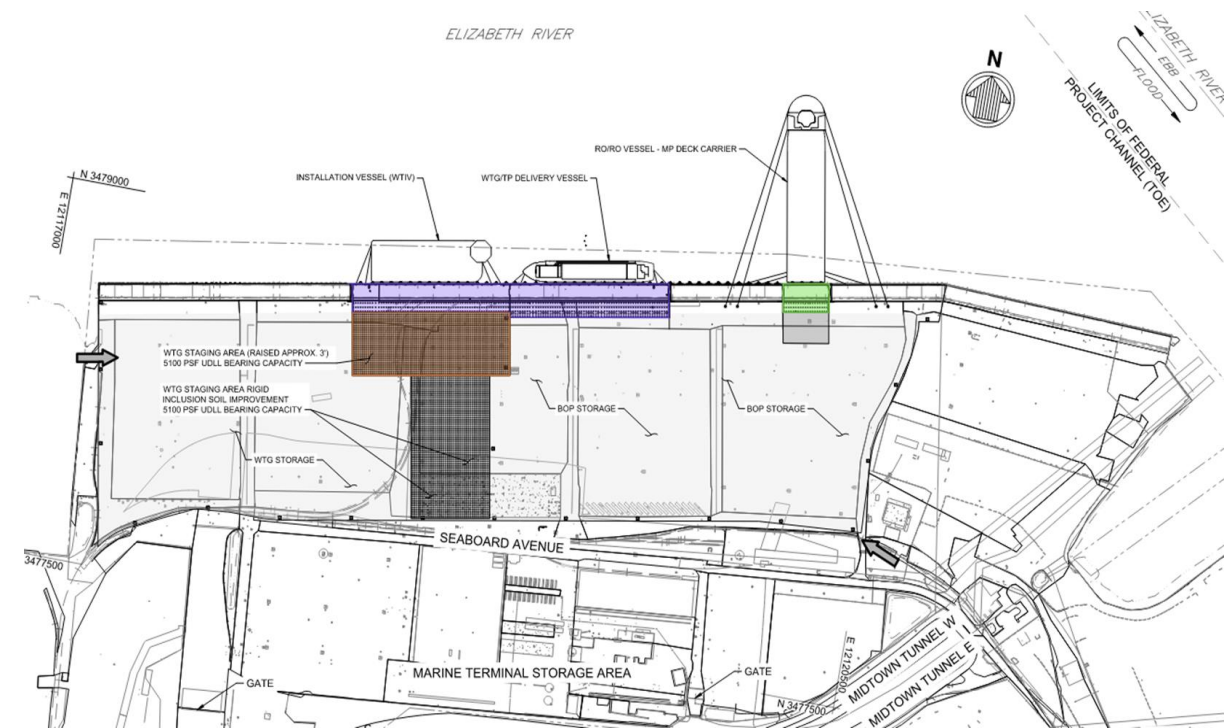 ELIZABETH RIVER
ELIZABETH RIVER
EBB
FLOOD
N
LIMITS OF FEDERAL
PROJECT CHANNEL (TOE)
RO/RO VESSEL - MP DECK CARRIER
N 3479000
E 12117000
INSTALLATION VESSEL (WTIV)
WTG/TP DELIVERY VESSEL
WTG STAGING AREA (RAISED APPROX. 3')
5100 PSF UDLL BEARING CAPACITY
WTG STAGING AREA RIGID
INCLUSION SOIL IMPROVEMENT
5100 PSF UDLL BEARING CAPACITY
BOP STORAGE
BOP STORAGE
WTG STORAGE
SEABOARD AVENUE
3477500
MARINE TERMINAL STORAGE AREA
GATE
GATE
E 12120500
N 3477500
MIDTOWN TUNNEL W
MIDTOWN TUNNEL E